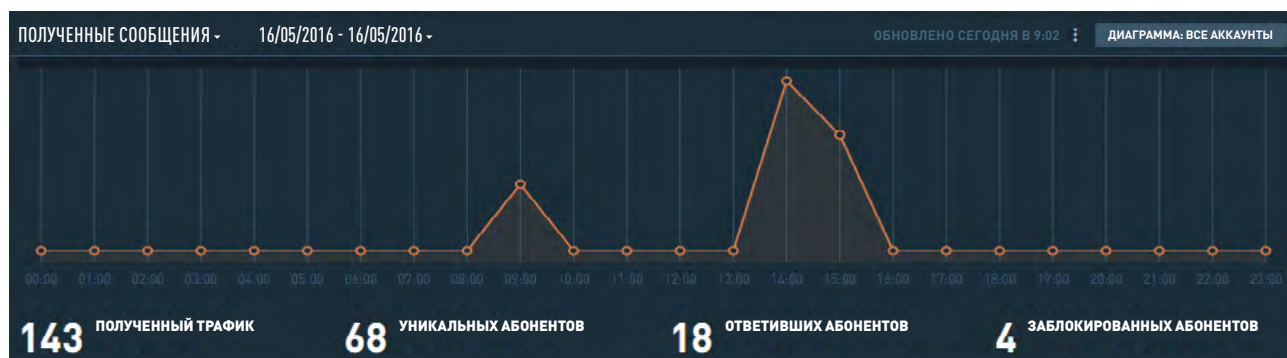 ПОЛУЧЕННЫЕ СООБЩЕНИЯ 16/05/2016 - 16/05/2016 ОБНОВЛЕНО СЕГОДНЯ В 9:02 ДИАГРАММА: ВСЕ АККАУНТЫ
00:00 01:00 02:00 03:00 04:00 05:00 06:00 07:00 08:00 09:00 10:00 11:00 12:00 13:00 14:00 15:00 16:00 17:00 18:00 19:00 20:00 21:00 22:00 23:00
143 ПОЛУЧЕННЫЙ ТРАФИК 68 УНИКАЛЬНЫХ АБОНЕНТОВ 18 ОТВЕТИВШИХ АБОНЕНТОВ 4 ЗАБЛОКИРОВАННЫХ АБОНЕНТОВ